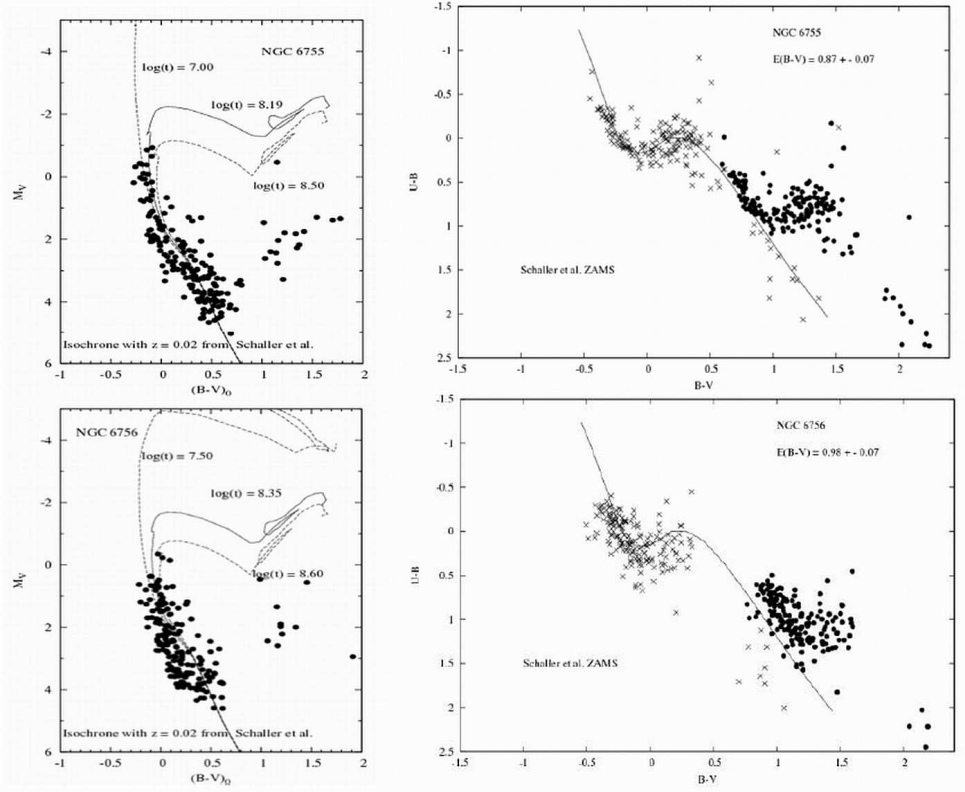 NGC 6755
log(t) = 7.00
log(t) = 8.19
log(t) = 8.50
Isochrone with z = 0.02 from Schaller et al.
-4
-2
0
2
4
6
M_V
-1 -0.5 0 0.5 1 1.5 2
(B-V)₀
NGC 6755
E(B-V) = 0.87 + - 0.07
Schaller et al. ZAMS
-1.5
-1
-0.5
0
0.5
1
1.5
2
2.5
U-B
-1.5 -1 -0.5 0 0.5 1 1.5 2
B-V
NGC 6756
log(t) = 7.50
log(t) = 8.35
log(t) = 8.60
Isochrone with z = 0.02 from Schaller et al.
-4
-2
0
2
4
6
M_V
-1 -0.5 0 0.5 1 1.5 2
(B-V)₀
NGC 6756
E(B-V) = 0.98 + - 0.07
Schaller et al. ZAMS
-1.5
-1
-0.5
0
0.5
1
1.5
2
2.5
U-B
-1.5 -1 -0.5 0 0.5 1 1.5 2
B-V